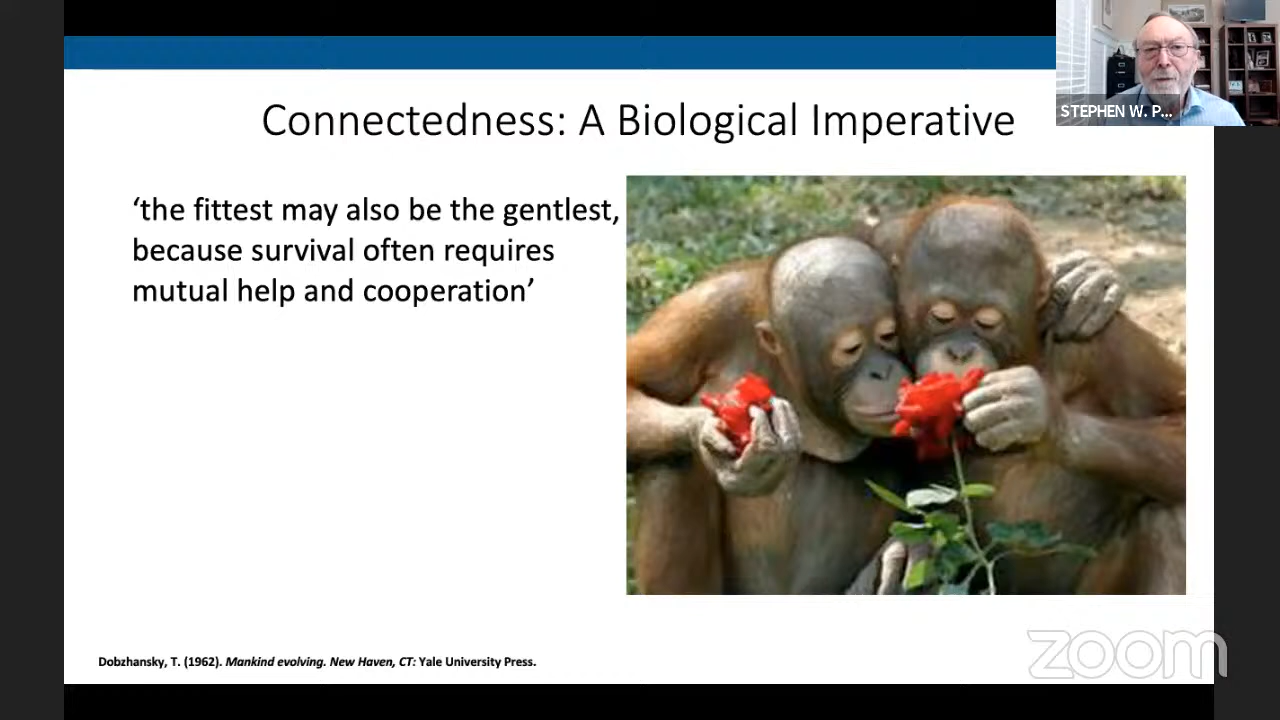 Connectedness: A Biological Imperative
STEPHEN W. P...
‘the fittest may also be the gentlest,
because survival often requires
mutual help and cooperation’
Dobzhansky, T. (1962). Mankind evolving. New Haven, CT: Yale University Press.
zoom